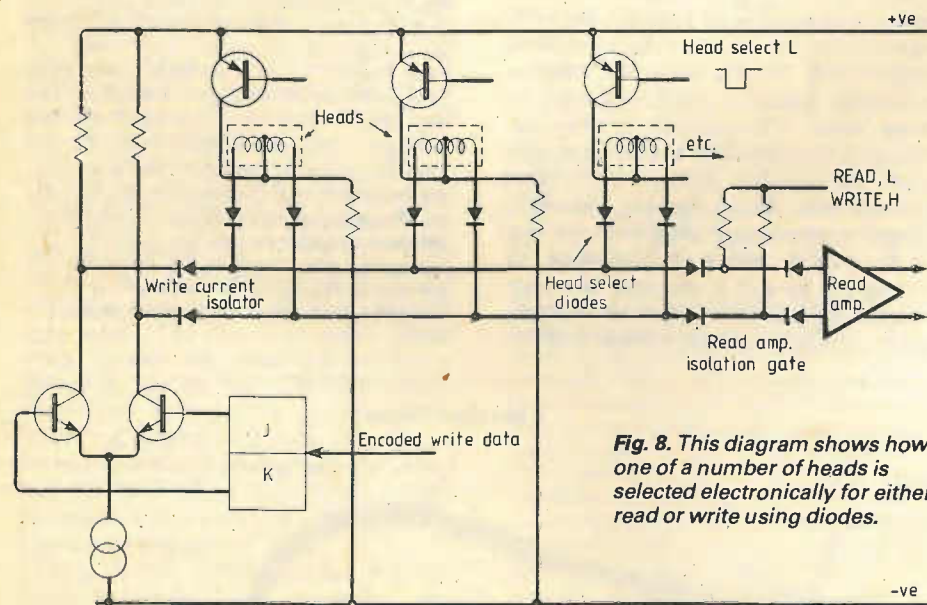 +ve
Head select L
Heads
etc.
READ, L
WRITE,H
Write current
isolator
Head select
diodes
Read
amp.
Read amp.
isolation gate
J
K
Encoded write data
Fig. 8. This diagram shows how
one of a number of heads is
selected electronically for either
read or write using diodes.
-ve